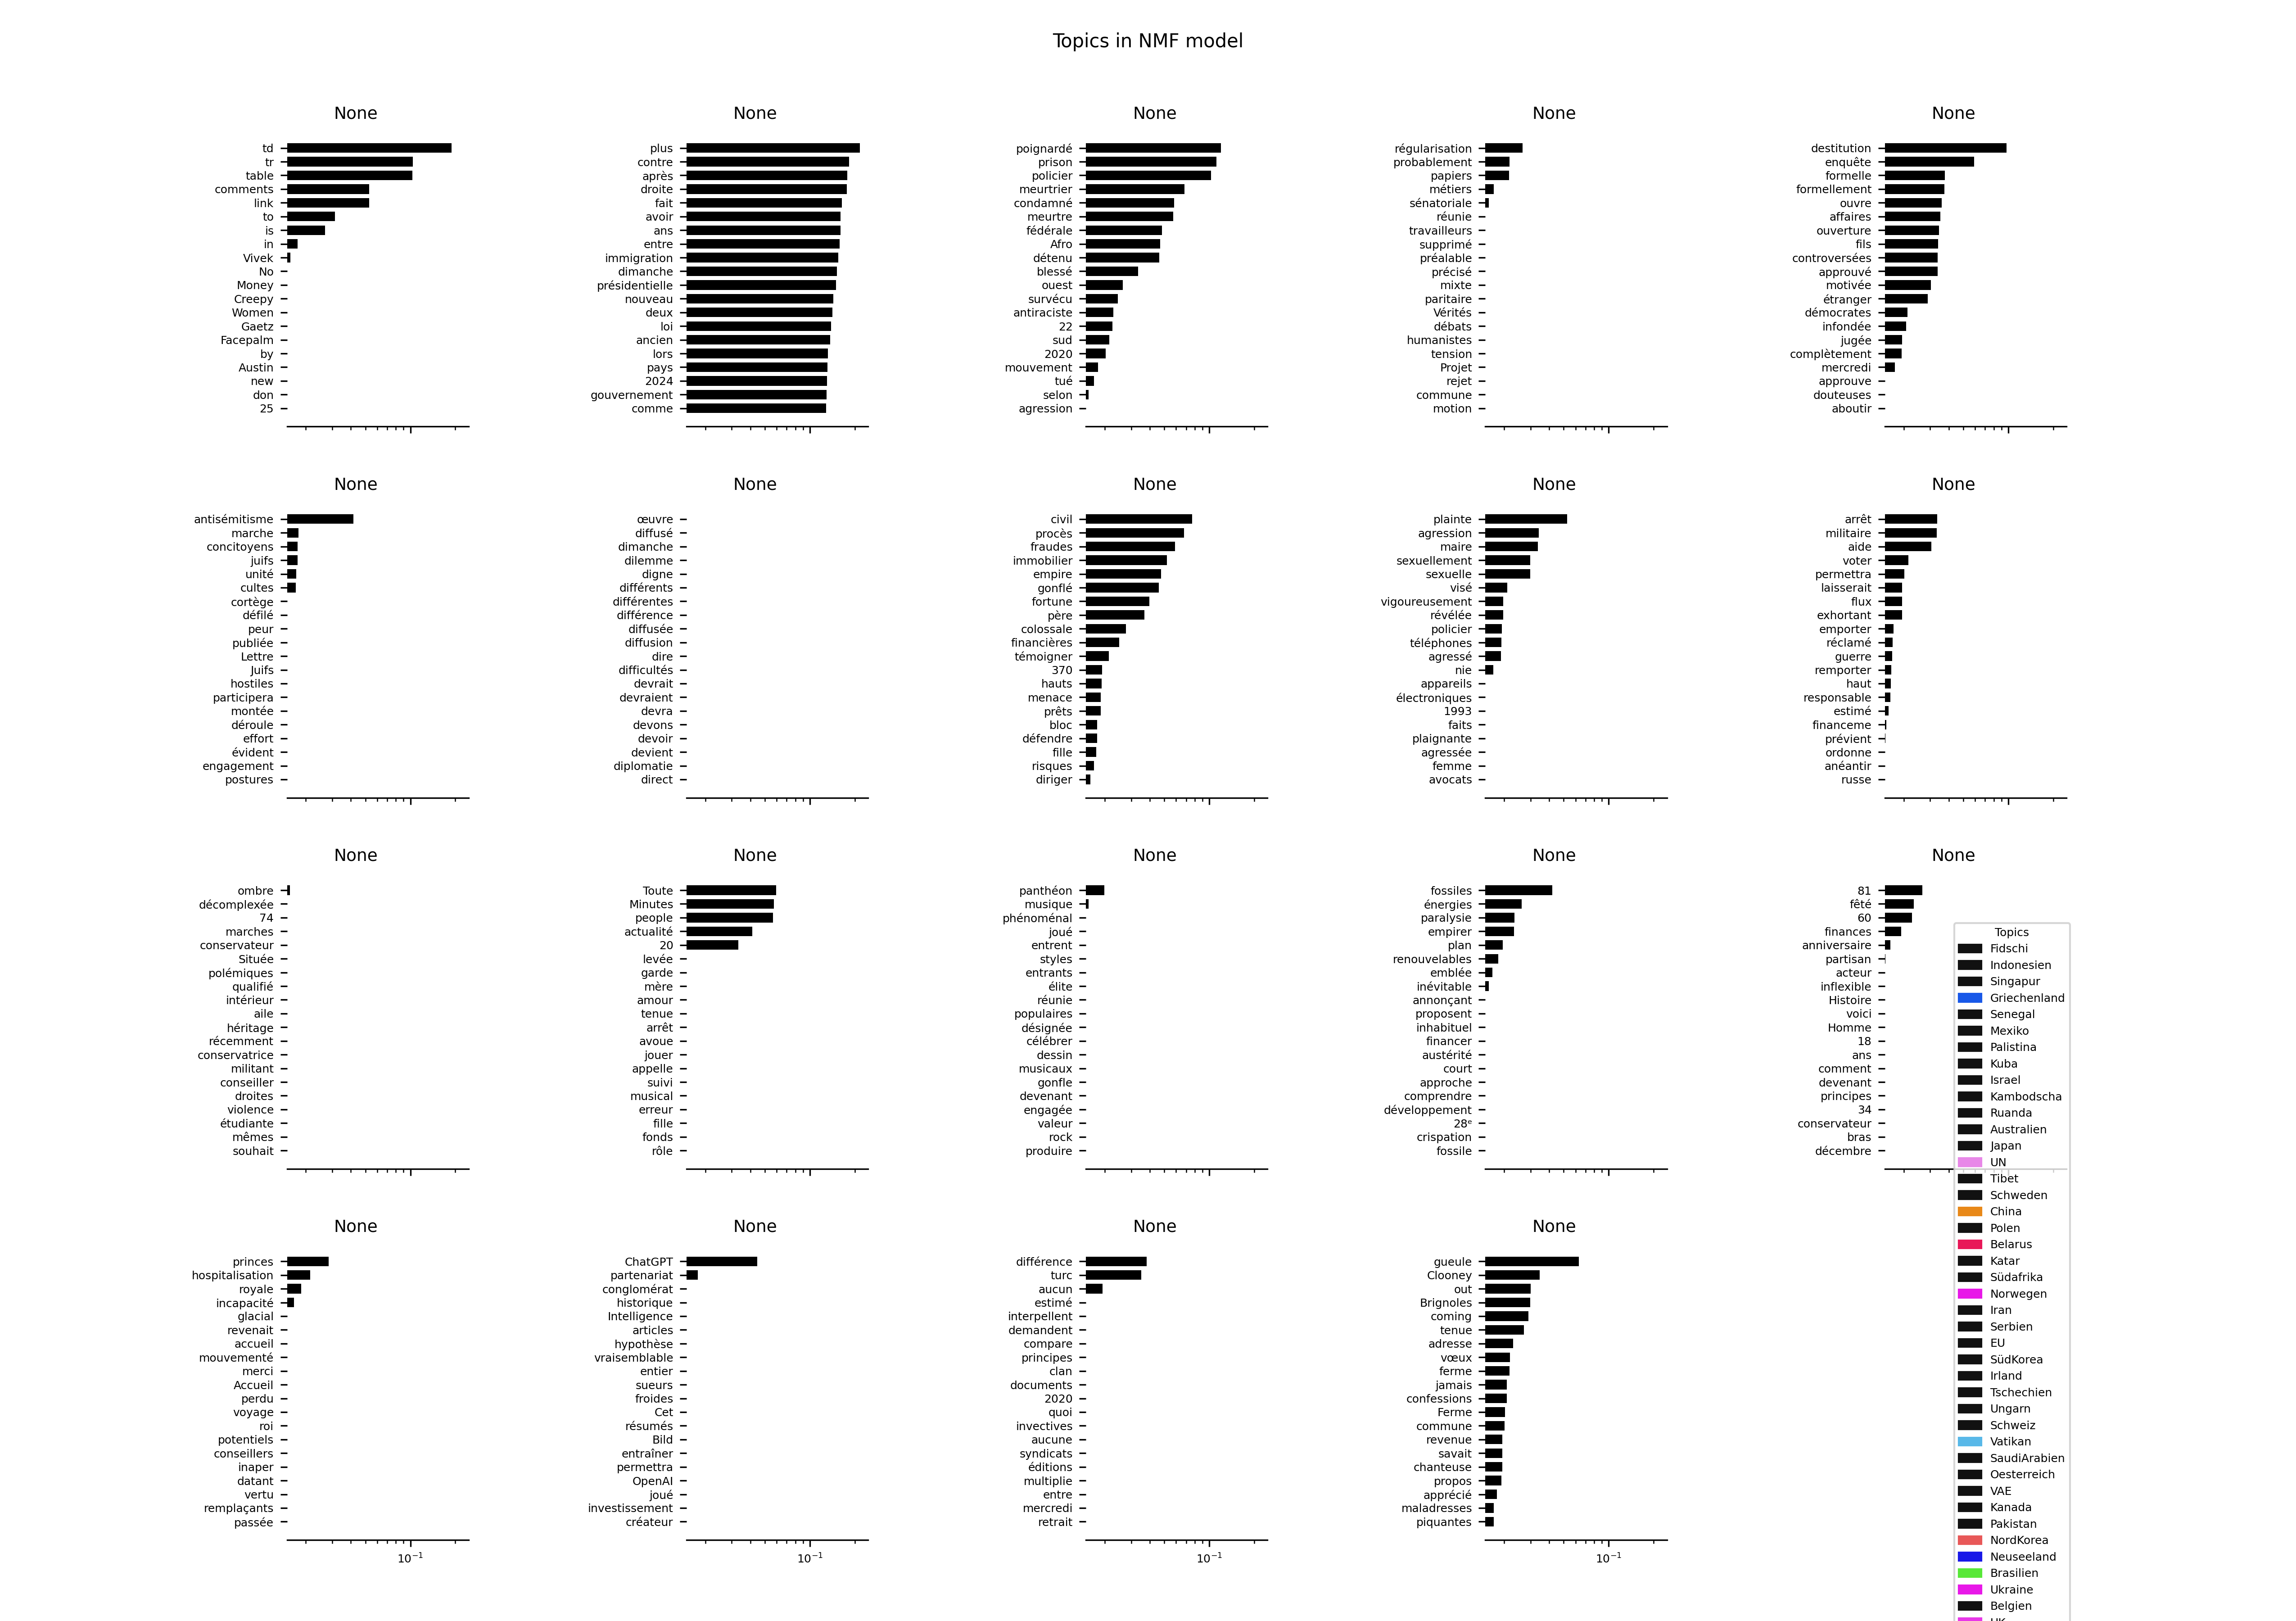 Topics in NMF model
None
td
tr
table
comments
link
to
is
in
Vivek
No
Money
Creepy
Women
Gaetz
Facepalm
by
Austin
new
don
25
None
plus
contre
après
droite
fait
avoir
ans
entre
immigration
dimanche
présidentielle
nouveau
deux
loi
ancien
lors
pays
2024
gouvernement
comme
None
poignardé
prison
policier
meurtrier
condamné
meurtre
fédérale
Afro
détenu
blessé
ouest
survécu
antiraciste
22
sud
2020
mouvement
tué
selon
agression
None
régularisation
probablement
papiers
métiers
sénatoriale
réunie
travailleurs
supprimé
préalable
précisé
mixte
paritaire
Vérités
débats
humanistes
tension
Projet
rejet
commune
motion
None
destitution
enquête
formelle
formellement
ouvre
affaires
ouverture
fils
controversées
approuvé
motivée
étranger
démocrates
infondée
jugée
complètement
mercredi
approuve
douteuses
aboutir
None
antisémitisme
marche
concitoyens
juifs
unité
cultes
cortège
défilé
peur
publiée
Lettre
Juifs
hostiles
participera
montée
déroule
effort
évident
engagement
postures
None
œuvre
diffusé
dimanche
dilemme
digne
différents
différentes
différence
diffusée
diffusion
dire
difficultés
devrait
devraient
devra
devons
devoir
devient
diplomatie
direct
None
civil
procès
fraudes
immobilier
empire
gonflé
fortune
père
colossale
financières
témoigner
370
hauts
menace
prêts
bloc
défendre
fille
risques
diriger
None
plainte
agression
maire
sexuellement
sexuelle
visé
vigoureusement
révélée
policier
téléphones
agressé
nie
appareils
électroniques
1993
faits
plaignante
agressée
femme
avocats
None
arrêt
militaire
aide
voter
permettra
laisserait
flux
exhortant
emporter
réclamé
guerre
remporter
haut
responsable
estimé
financeme
prévient
ordonne
anéantir
russe
None
ombre
décomplexée
74
marches
conservateur
Située
polémiques
qualifié
intérieur
aile
héritage
récemment
conservatrice
militant
conseiller
droites
violence
étudiante
mêmes
souhait
None
Toute
Minutes
people
actualité
20
levée
garde
mère
amour
tenue
arrêt
avoue
jouer
appelle
suivi
musical
erreur
fille
fonds
rôle
None
panthéon
musique
phénoménal
joué
entrent
styles
entrants
élite
réunie
populaires
désignée
célébrer
dessin
musicaux
gonfle
devenant
engagée
valeur
rock
produire
None
fossiles
énergies
paralysie
empirer
plan
renouvelables
emblée
inévitable
annonçant
proposent
inhabituel
financer
austérité
court
approche
comprendre
développement
28ᵉ
crispation
fossile
None
81
fêté
60
finances
anniversaire
partisan
acteur
inflexible
Histoire
voici
Homme
18
ans
comment
devenant
principes
34
conservateur
bras
décembre
None
princes
hospitalisation
royale
incapacité
glacial
revenait
accueil
mouvementé
merci
Accueil
perdu
voyage
roi
potentiels
conseillers
inaper
datant
vertu
remplaçants
passée
10⁻¹
None
ChatGPT
partenariat
conglomérat
historique
Intelligence
articles
hypothèse
vraisemblable
entier
sueurs
froides
Cet
résumés
Bild
entraîner
permettra
OpenAI
joué
investissement
créateur
10⁻¹
None
différence
turc
aucun
estimé
interpellent
demandent
compare
principes
clan
documents
2020
quoi
invectives
aucune
syndicats
éditions
multiplie
entre
mercredi
retrait
10⁻¹
None
gueule
Clooney
out
Brignoles
coming
tenue
adresse
vœux
ferme
jamais
confessions
Ferme
commune
revenue
savait
chanteuse
propos
apprécié
maladresses
piquantes
10⁻¹
Topics
Fidschi
Indonesien
Singapur
Griechenland
Senegal
Mexiko
Palistina
Kuba
Israel
Kambodscha
Ruanda
Australien
Japan
UN
Tibet
Schweden
China
Polen
Belarus
Katar
Südafrika
Norwegen
Iran
Serbien
EU
SüdKorea
Irland
Tschechien
Ungarn
Schweiz
Vatikan
SaudiArabien
Oesterreich
VAE
Kanada
Pakistan
NordKorea
Neuseeland
Brasilien
Ukraine
Belgien